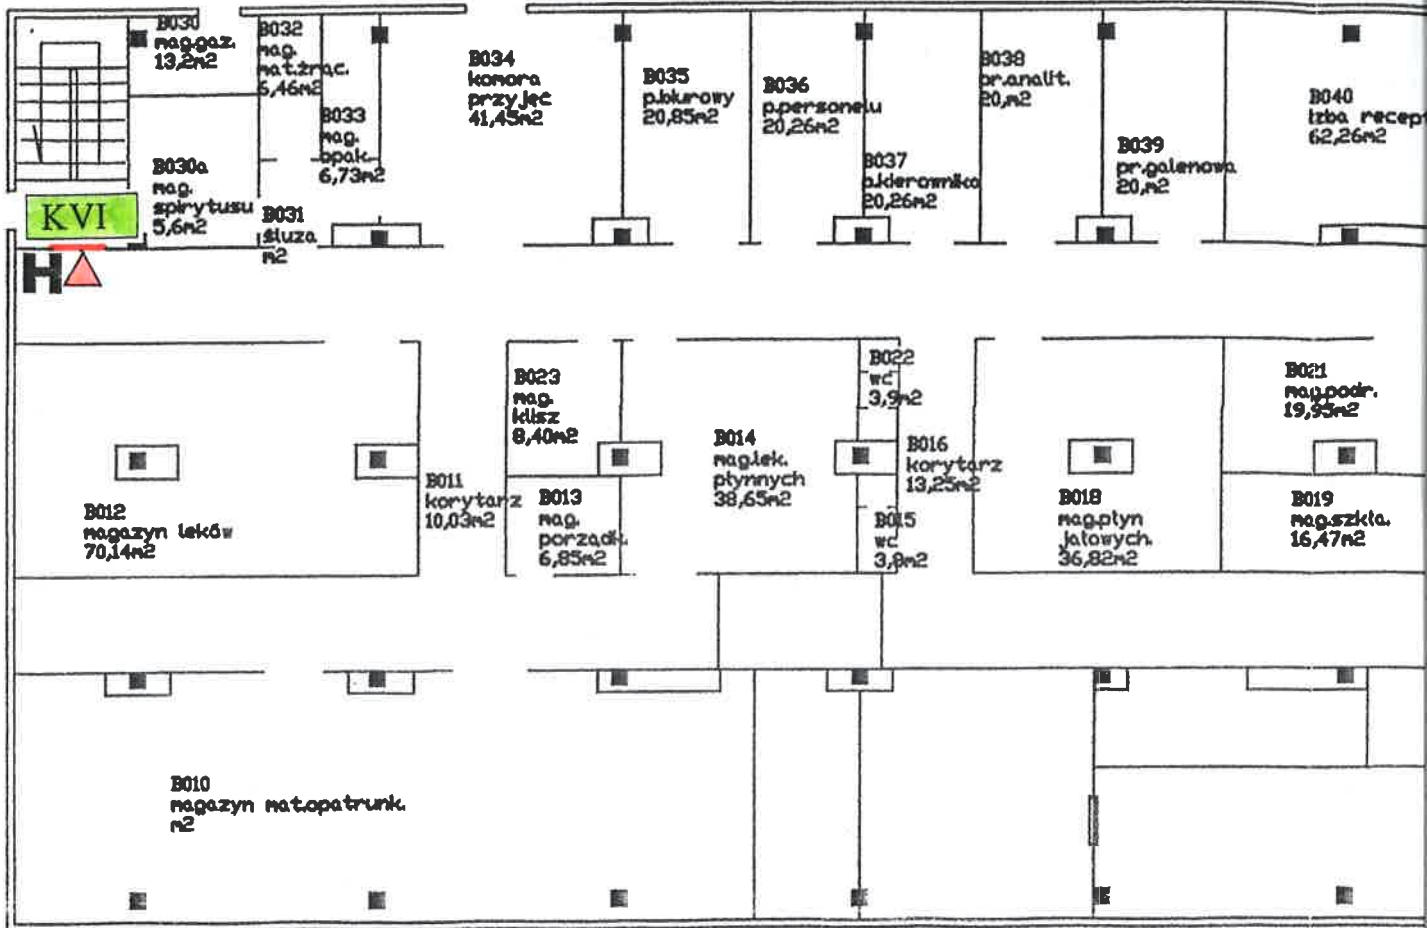 B030
mag.gaz.
13,2m2
B032
mag.
mat.żrąc.
6,46m2
B033
mag.
opak.
6,73m2
B034
komora
przyjęc
41,45m2
B035
p.biurowy
20,85m2
B036
p.personelu
20,26m2
B037
p.kierownika
20,26m2
B038
pr.analit.
20,m2
B039
pr.galenowa
20,m2
B040
izba recept
62,26m2
B030a
mag.
spirytusu
5,6m2
B031
śluza
m2
KVI
H
B012
magazyn leków
70,14m2
B011
korytarz
10,03m2
B023
mag.
klisz
8,40m2
B013
mag.
porządk.
6,85m2
B014
mag.lek.
płynnych
38,65m2
B022
wc
3,9m2
B016
korytarz
13,25m2
B015
wc
3,8m2
B018
mag.płyn
jałowych.
36,82m2
B021
mag.podr.
19,95m2
B019
mag.szkła.
16,47m2
B010
magazyn mat.opatrunk.
m2